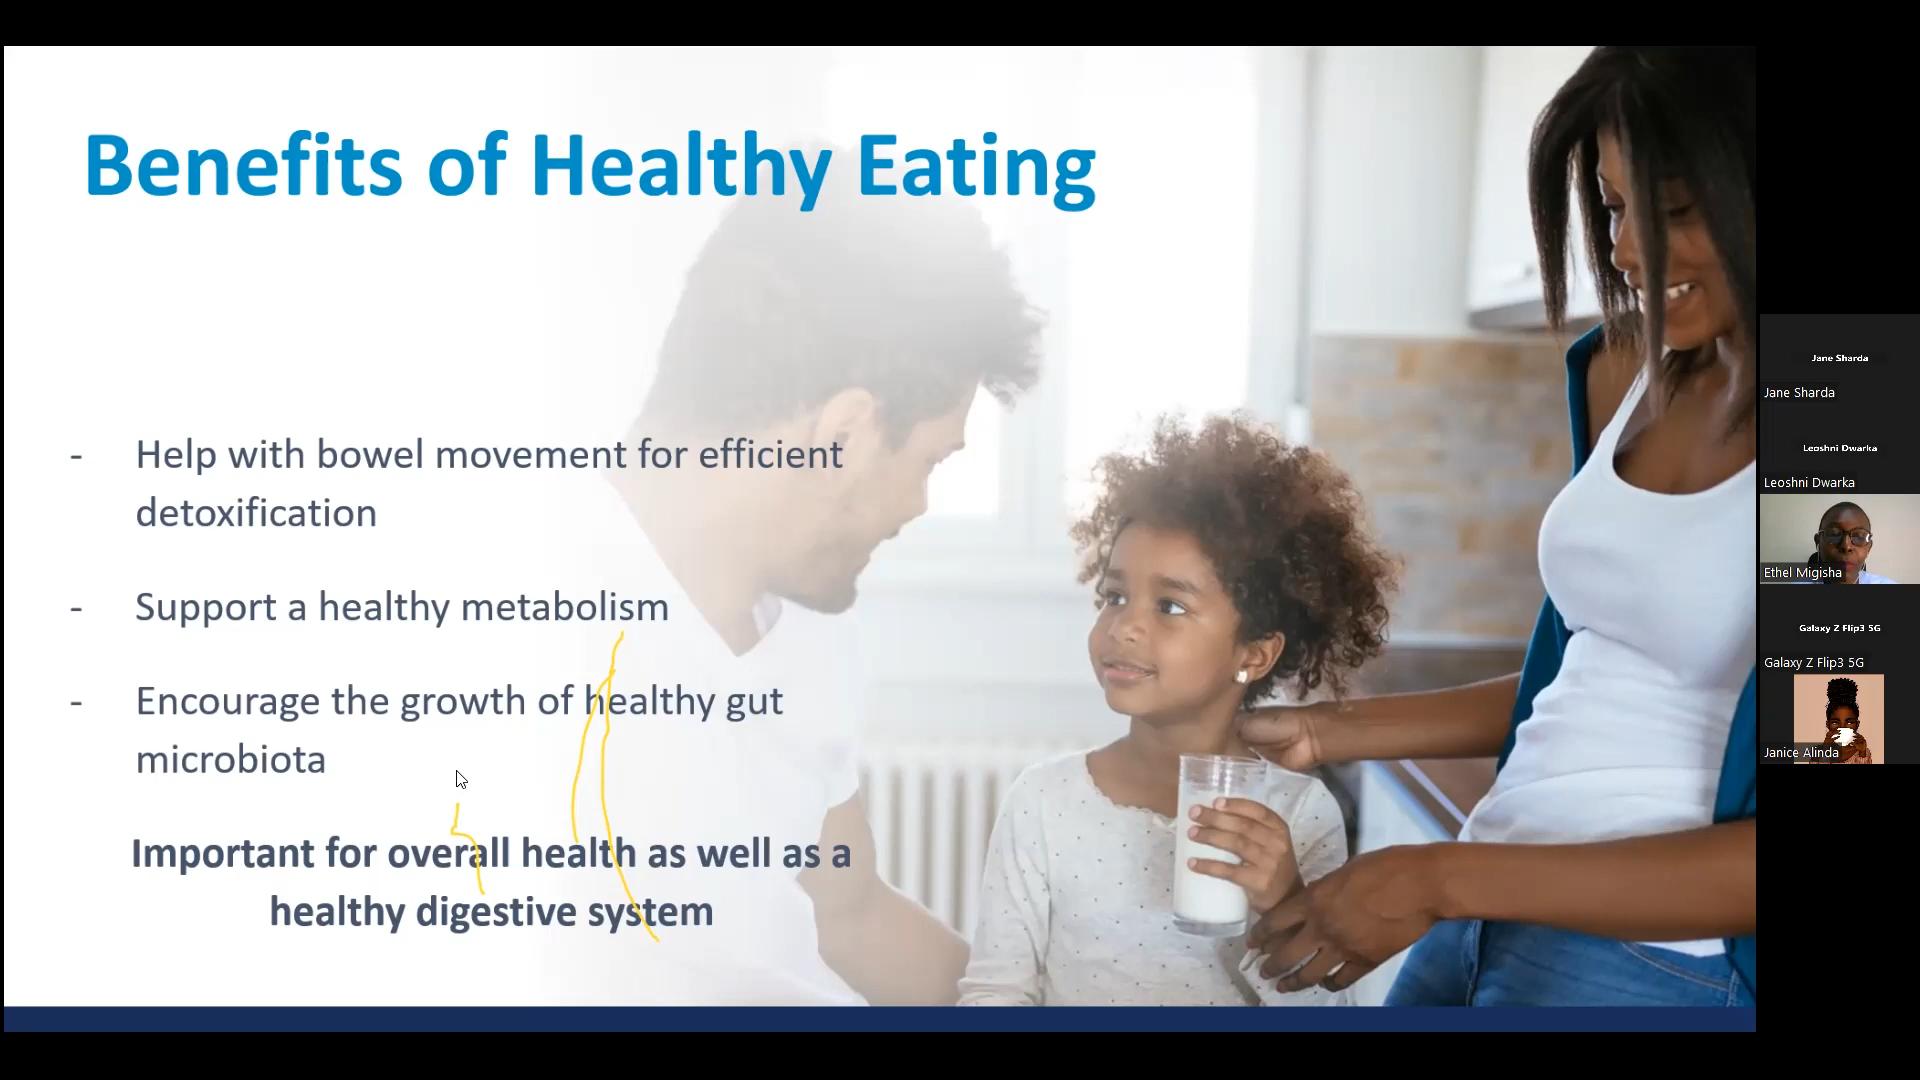 Benefits of Healthy Eating
- Help with bowel movement for efficient
detoxification
- Support a healthy metabolism
- Encourage the growth of healthy gut
microbiota
Important for overall health as well as a
healthy digestive system
Jane Sharda
Jane Sharda
Leoshni Dwarka
Leoshni Dwarka
Ethel Migisha
Galaxy Z Flip3 5G
Galaxy Z Flip3 5G
Janice Alinda